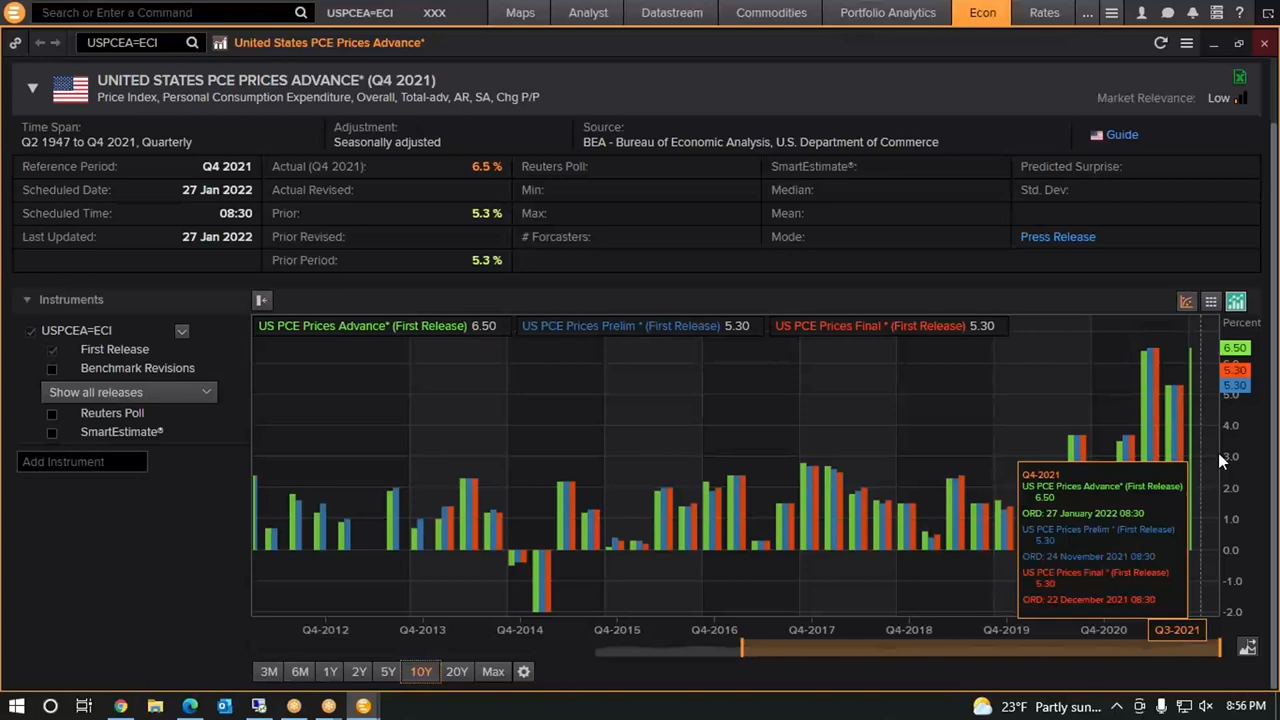 Search or Enter a Command
USPCE=ECI
XXX
Maps
Analyst
Datastream
Commodities
Portfolio Analytics
Econ
Rates
...
?
USPCEA=ECI
United States PCE Prices Advance*
UNITED STATES PCE PRICES ADVANCE* (Q4 2021)
Price Index, Personal Consumption Expenditure, Overall, Total-adv, AR, SA, Chg P/P
Market Relevance: Low
Time Span:
Q2 1947 to Q4 2021, Quarterly
Adjustment:
Seasonally adjusted
Source:
BEA - Bureau of Economic Analysis, U.S. Department of Commerce
Guide
Reference Period: Q4 2021
Scheduled Date: 27 Jan 2022
Scheduled Time: 08:30
Last Updated: 27 Jan 2022
Actual (Q4 2021): 6.5 %
Actual Revised:
Prior: 5.3 %
Prior Revised:
Prior Period: 5.3 %
Reuters Poll:
Min:
Max:
# Forcasters:
SmartEstimate®:
Median:
Mean:
Mode:
Predicted Surprise:
Std. Dev:
Press Release
Instruments
USPCEA=ECI
First Release
Benchmark Revisions
Show all releases
Reuters Poll
SmartEstimate®
Add Instrument
US PCE Prices Advance* (First Release) 6.50
US PCE Prices Prelim * (First Release) 5.30
US PCE Prices Final * (First Release) 5.30
Percent
6.50
5.30
5.30
5.0
4.0
3.0
2.0
1.0
0.0
-1.0
-2.0
Q4-2021
US PCE Prices Advance* (First Release)
6.50
ORD: 27 January 2022 08:30
US PCE Prices Prelim * (First Release)
5.30
ORD: 24 November 2021 08:30
US PCE Prices Final * (First Release)
5.30
ORD: 22 December 2021 08:30
Q4-2012
Q4-2013
Q4-2014
Q4-2015
Q4-2016
Q4-2017
Q4-2018
Q4-2019
Q4-2020
Q3-2021
3M
6M
1Y
2Y
5Y
10Y
20Y
Max
23°F Partly sun...
8:56 PM